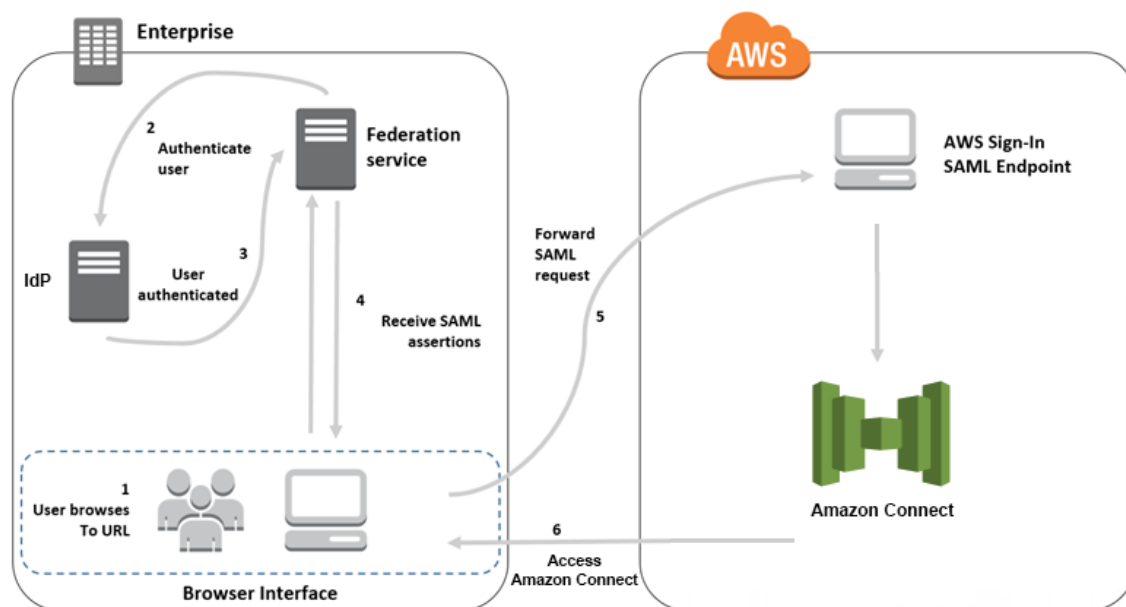 Enterprise
AWS
2
Authenticate
user
Federation
service
AWS Sign-In
SAML Endpoint
IdP
User
authenticated
3
4
Receive SAML
assertions
Forward
SAML
request
5
1
User browses
To URL
Browser Interface
Amazon Connect
6
Access
Amazon Connect